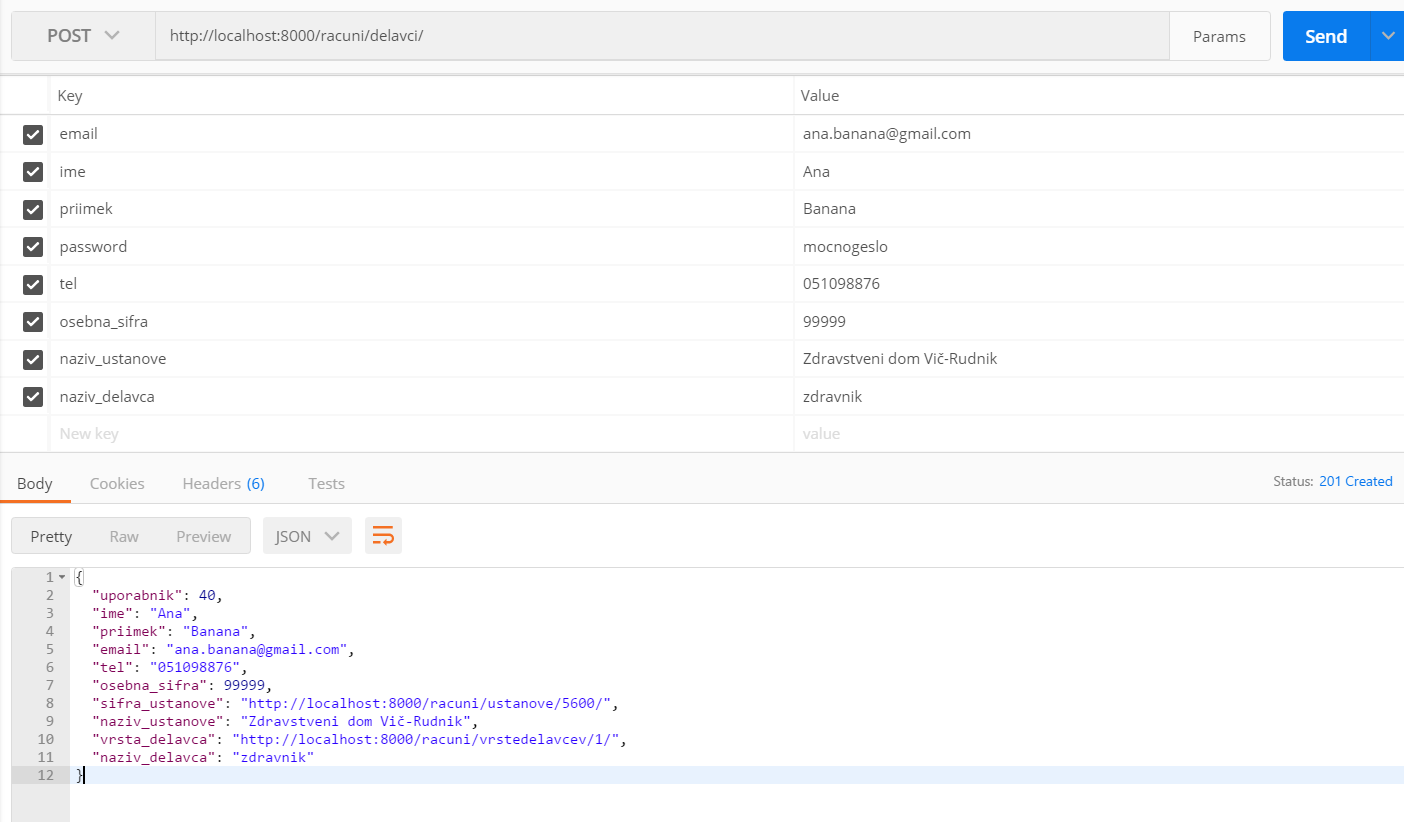 POST http://localhost:8000/racuni/delavci/ Params Send
Key Value
email ana.banana@gmail.com
ime Ana
priimek Banana
password mocnogeslo
tel 051098876
osebna_sifra 99999
naziv_ustanove Zdravstveni dom Vič-Rudnik
naziv_delavca zdravnik
New key value
Body Cookies Headers (6) Tests Status: 201 Created
Pretty Raw Preview JSON
1 {
2 "uporabnik": 40,
3 "ime": "Ana",
4 "priimek": "Banana",
5 "email": "ana.banana@gmail.com",
6 "tel": "051098876",
7 "osebna_sifra": 99999,
8 "sifra_ustanove": "http://localhost:8000/racuni/ustanove/5600/",
9 "naziv_ustanove": "Zdravstveni dom Vič-Rudnik",
10 "vrsta_delavca": "http://localhost:8000/racuni/vrstedelavcev/1/",
11 "naziv_delavca": "zdravnik"
12 }